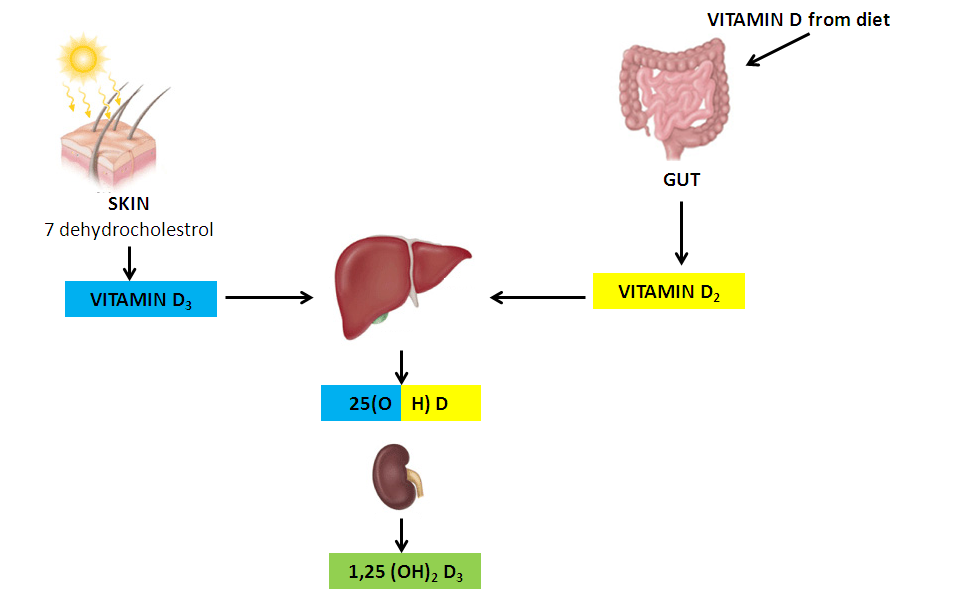 VITAMIN D from diet
GUT
SKIN
7 dehydrocholestrol
VITAMIN D₃
VITAMIN D₂
25(O H) D
1,25 (OH)₂ D₃